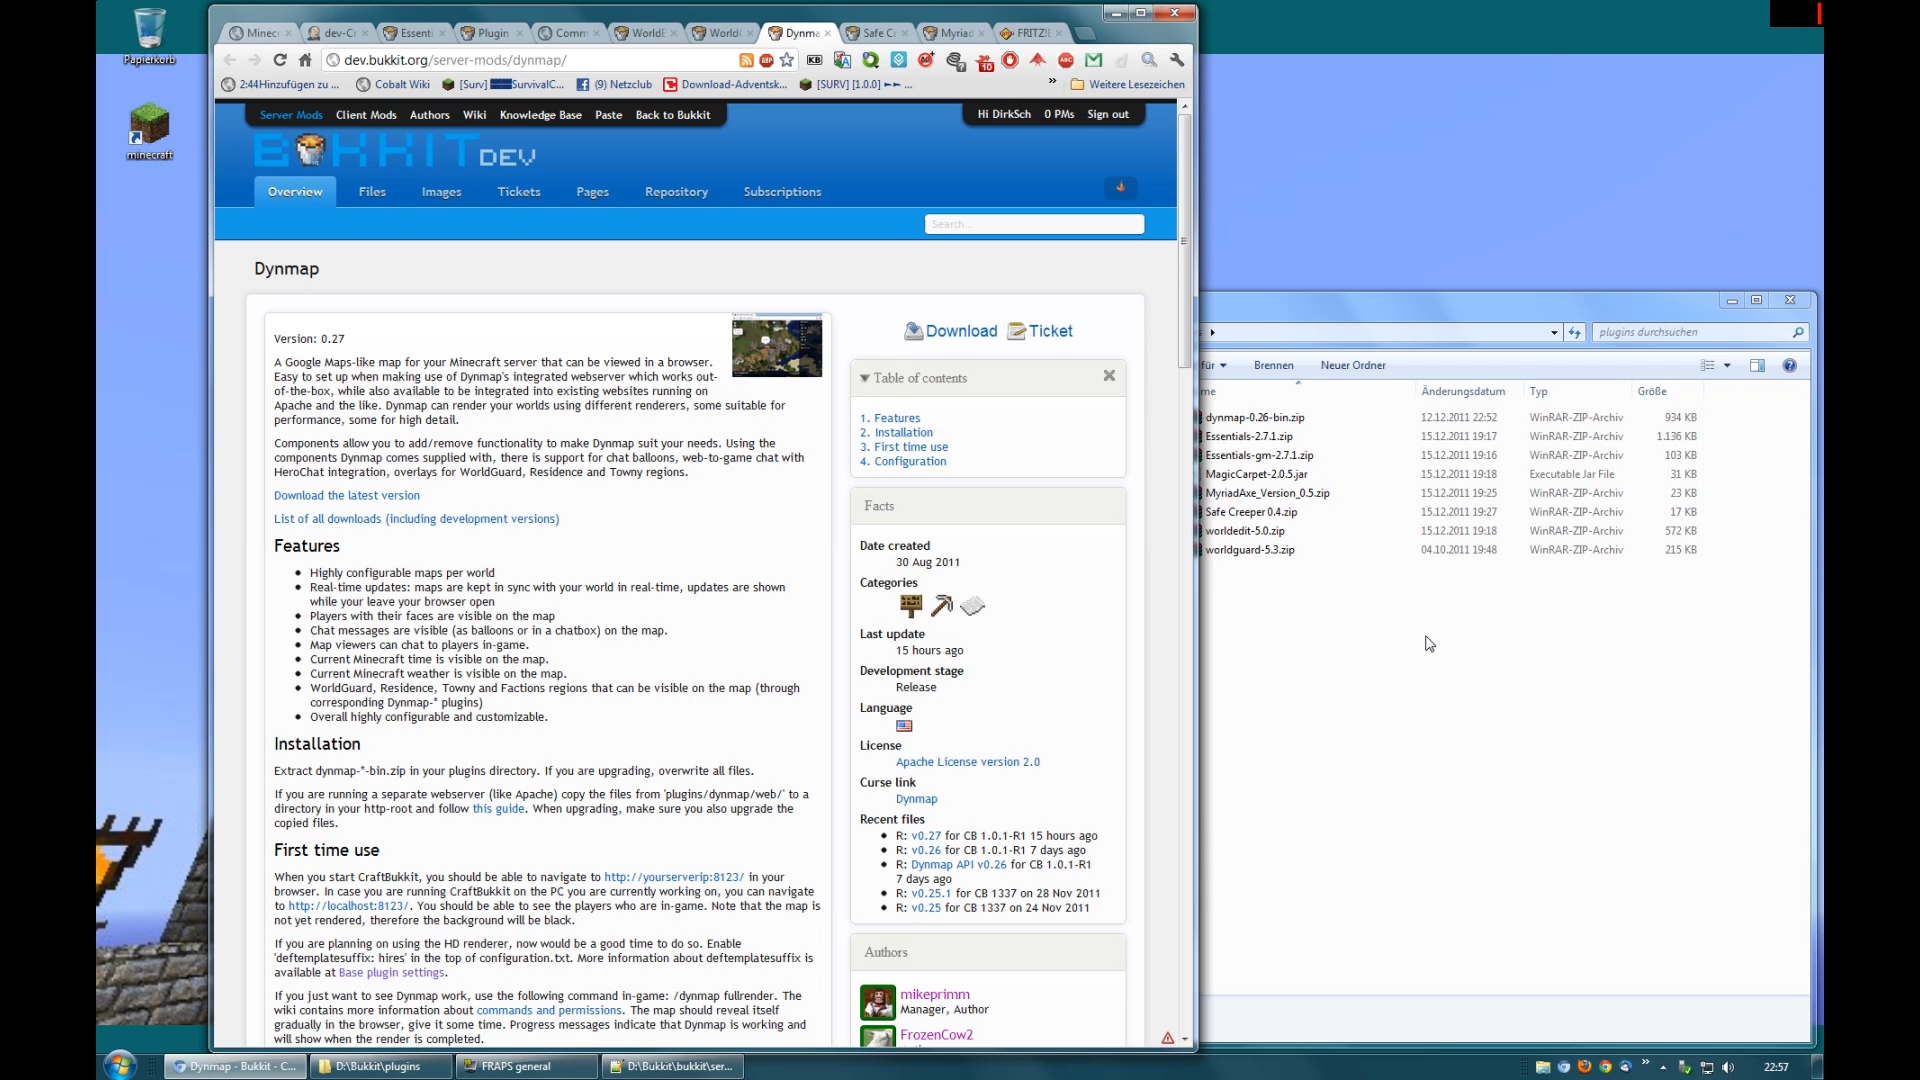 Papierkorb
minecraft
Minecr
dev-Cr
Essenti
Plugin
Comm
WorldE
World
Dynma
Safe Cr
Myriad
FRITZ!B
dev.bukkit.org/server-mods/dynmap/
2:44Hinzufügen zu ...
Cobalt Wiki
(9) Netzclub
Download-Adventsk...
[SURV] [1.0.0] ►─► ...
Weitere Lesezeichen
Server Mods Client Mods Authors Wiki Knowledge Base Paste Back to Bukkit
Hi DirkSch 0 PMs Sign out
BUKKIT DEV
Overview Files Images Tickets Pages Repository Subscriptions
Search...
Dynmap
Version: 0.27
A Google Maps-like map for your Minecraft server that can be viewed in a browser.
Easy to set up when making use of Dynmap's integrated webserver which works out-
of-the-box, while also available to be integrated into existing websites running on
Apache and the like. Dynmap can render your worlds using different renderers, some suitable for
performance, some for high detail.
Components allow you to add/remove functionality to make Dynmap suit your needs. Using the
components Dynmap comes supplied with, there is support for chat balloons, web-to-game chat with
HeroChat integration, overlays for WorldGuard, Residence and Towny regions.
Download the latest version
List of all downloads (including development versions)
Features
Highly configurable maps per world
Real-time updates: maps are kept in sync with your world in real-time, updates are shown
while your leave your browser open
Players with their faces are visible on the map
Chat messages are visible (as balloons or in a chatbox) on the map.
Map viewers can chat to players in-game.
Current Minecraft time is visible on the map.
Current Minecraft weather is visible on the map.
WorldGuard, Residence, Towny and Factions regions that can be visible on the map (through
corresponding Dynmap-* plugins)
Overall highly configurable and customizable.
Installation
Extract dynmap-*-bin.zip in your plugins directory. If you are upgrading, overwrite all files.
If you are running a separate webserver (like Apache) copy the files from 'plugins/dynmap/web/' to a
directory in your http-root and follow this guide. When upgrading, make sure you also upgrade the
copied files.
First time use
When you start CraftBukkit, you should be able to navigate to http://yourserverip:8123/ in your
browser. In case you are running CraftBukkit on the PC you are currently working on, you can navigate
to http://localhost:8123/. You should be able to see the players who are in-game. Note that the map is
not yet rendered, therefore the background will be black.
If you are planning on using the HD renderer, now would be a good time to do so. Enable
'deftemplatesuffix: hires' in the top of configuration.txt. More information about deftemplatesuffix is
available at Base plugin settings.
If you just want to see Dynmap work, use the following command in-game: /dynmap fullrender. The
wiki contains more information about commands and permissions. The map should reveal itself
gradually in the browser, give it some time. Progress messages indicate that Dynmap is working and
will show when the render is completed.
Download Ticket
Table of contents
1. Features
2. Installation
3. First time use
4. Configuration
Facts
Date created
30 Aug 2011
Categories
Last update
15 hours ago
Development stage
Release
Language
License
Apache License version 2.0
Curse link
Dynmap
Recent files
R: v0.27 for CB 1.0.1-R1 15 hours ago
R: v0.26 for CB 1.0.1-R1 7 days ago
R: Dynmap API v0.26 for CB 1.0.1-R1
7 days ago
R: v0.25.1 for CB 1337 on 28 Nov 2011
R: v0.25 for CB 1337 on 24 Nov 2011
Authors
mikeprimm
Manager, Author
FrozenCow2
plugins durchsuchen
für Brennen Neuer Ordner
me Änderungsdatum Typ Größe
dynmap-0.26-bin.zip 12.12.2011 22:52 WinRAR-ZIP-Archiv 934 KB
Essentials-2.7.1.zip 15.12.2011 19:17 WinRAR-ZIP-Archiv 1.136 KB
Essentials-gm-2.7.1.zip 15.12.2011 19:16 WinRAR-ZIP-Archiv 103 KB
MagicCarpet-2.0.5.jar 15.12.2011 19:18 Executable Jar File 31 KB
MyriadAxe_Version_0.5.zip 15.12.2011 19:25 WinRAR-ZIP-Archiv 23 KB
Safe Creeper 0.4.zip 15.12.2011 19:27 WinRAR-ZIP-Archiv 17 KB
worldedit-5.0.zip 15.12.2011 19:18 WinRAR-ZIP-Archiv 572 KB
worldguard-5.3.zip 04.10.2011 19:48 WinRAR-ZIP-Archiv 215 KB
Dynmap - Bukkit - C...
D:\Bukkit\plugins
FRAPS general
D:\Bukkit\bukkit\ser...
22:57